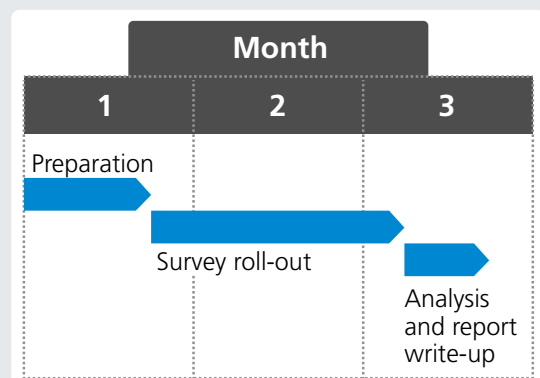 Month
1 2 3
Preparation
Survey roll-out
Analysis
and report
write-up